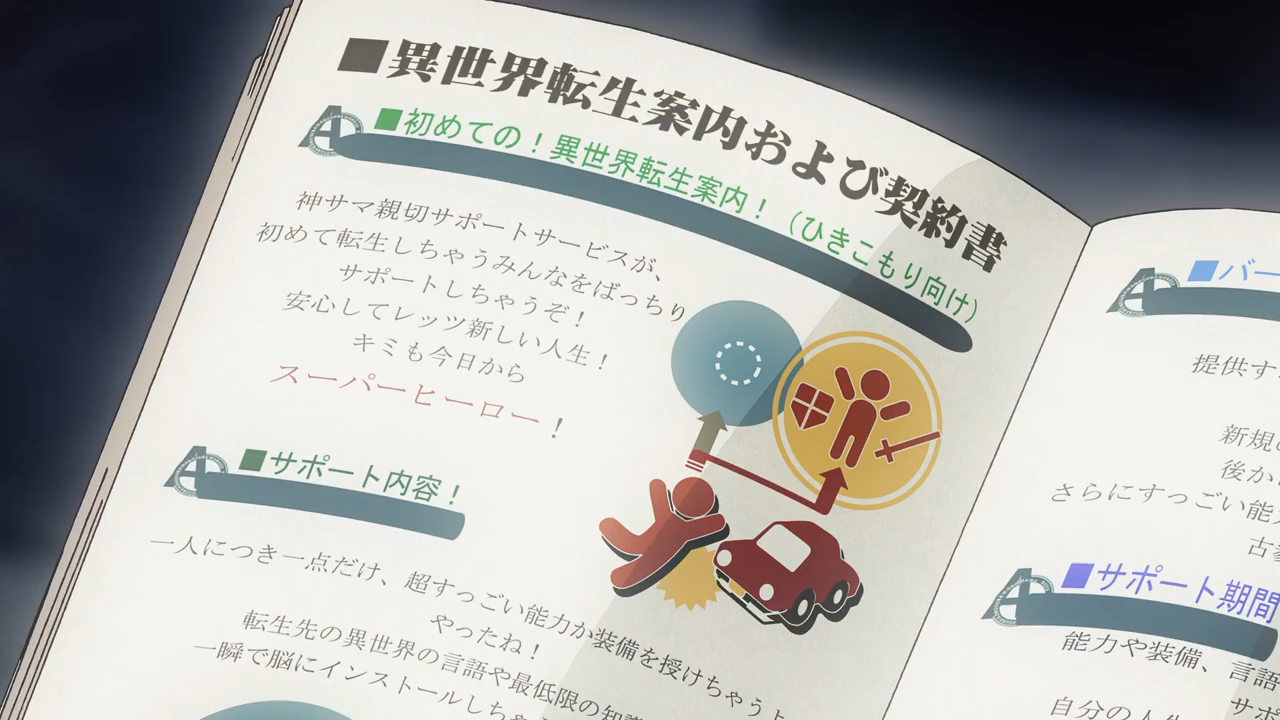 ■異世界転生案内および契約書
■初めての！異世界転生案内！（ひきこもり向け）
神サマ親切サポートサービスが、
初めて転生しちゃうみんなをばっちり
サポートしちゃうぞ！
安心してレッツ新しい人生！
キミも今日から
スーパーヒーロー！
■サポート内容！
一人につき一点だけ、超すっごい能力か装備を授けちゃうよ
やったね！
転生先の異世界の言語や最低限の知識
一瞬で脳にインストールしち
■バー
提供す
新規
後か
さらにすっごい能
古
■サポート期間
能力や装備、言語
サポ
自分の人